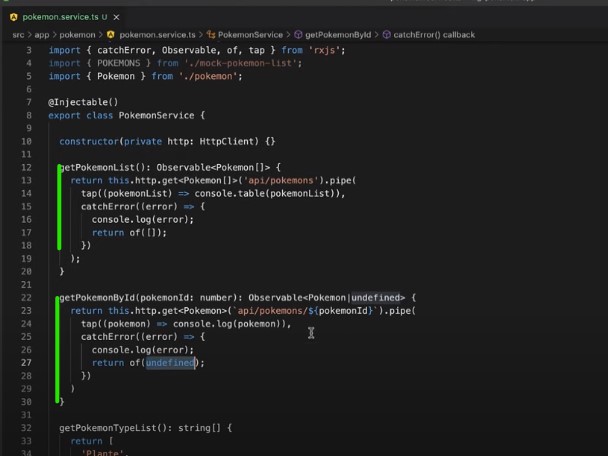 pokemon.service.ts U ×
src > app > pokemon > pokemon.service.ts > PokemonService > getPokemonById > catchError() callback
3 import { catchError, Observable, of, tap } from 'rxjs';
4 import { POKEMONS } from './mock-pokemon-list';
5 import { Pokemon } from './pokemon';
6
7 @Injectable()
8 export class PokemonService {
9
10 constructor(private http: HttpClient) {}
11
12 getPokemonList(): Observable<Pokemon[]> {
13 return this.http.get<Pokemon[]>('api/pokemons').pipe(
14 tap((pokemonList) => console.table(pokemonList)),
15 catchError((error) => {
16 console.log(error);
17 return of([]);
18 })
19 );
20 }
21
22 getPokemonById(pokemonId: number): Observable<Pokemon|undefined> {
23 return this.http.get<Pokemon>(`api/pokemons/${pokemonId}`).pipe(
24 tap((pokemon) => console.log(pokemon)),
25 catchError((error) => {
26 console.log(error);
27 return of(undefined);
28 })
29 )
30 }
31
32 getPokemonTypeList(): string[] {
33 return [
34 'Plante',